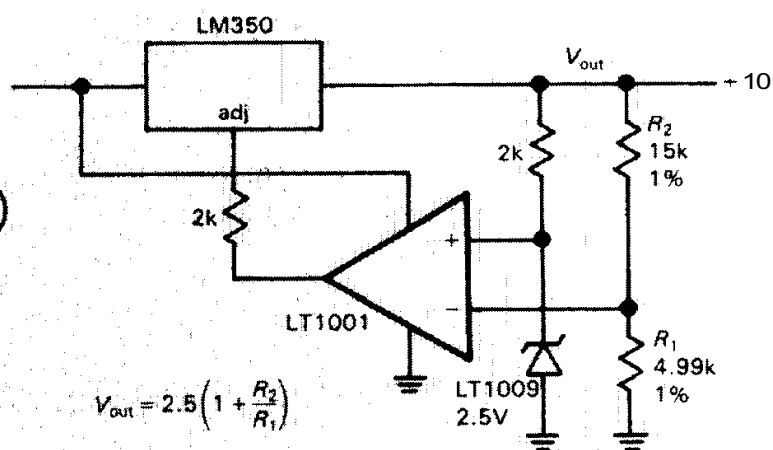 LM350
adj
V_out
+ 10
2k
R_2
15k
1%
2k
+
−
LT1001
R_1
4.99k
1%
LT1009
2.5V
V_out = 2.5(1 + R_2/R_1)